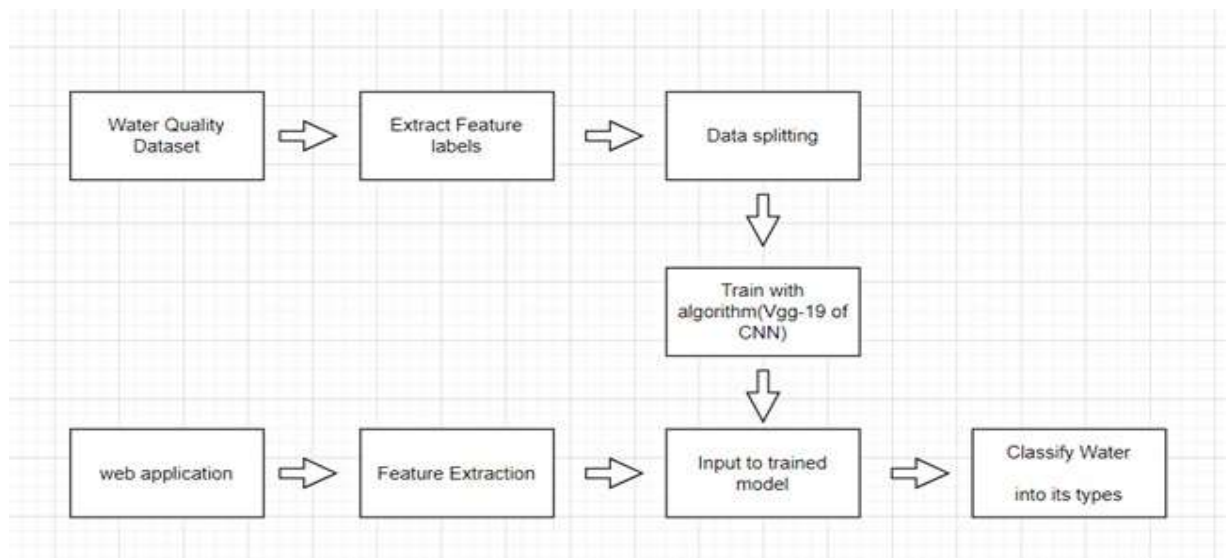 Water Quality
Dataset
Extract Feature
labels
Data splitting
Train with
algorithm(Vgg-19 of
CNN)
web application
Feature Extraction
Input to trained
model
Classify Water
into its types